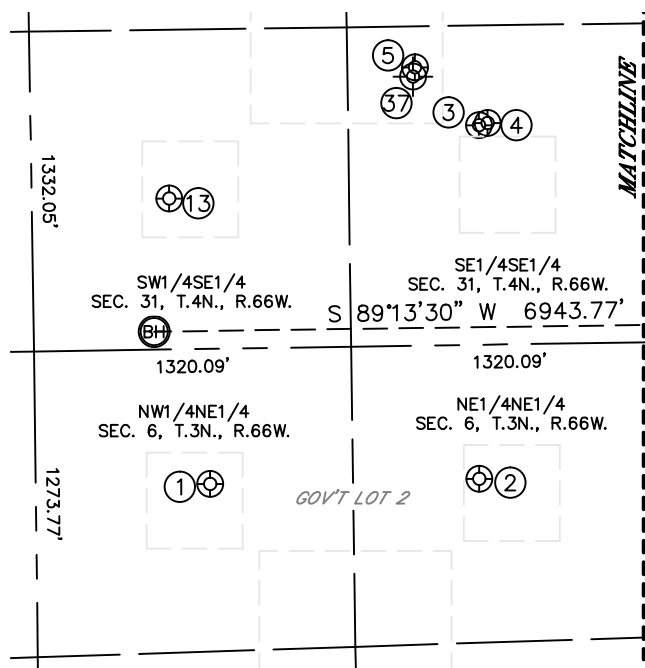 5
37
3
4
MATCHLINE
1332.05'
13
SW1/4SE1/4
SEC. 31, T.4N., R.66W.
SE1/4SE1/4
SEC. 31, T.4N., R.66W.
S 89°13'30" W 6943.77'
BH
1320.09'
1320.09'
NW1/4NE1/4
SEC. 6, T.3N., R.66W.
NE1/4NE1/4
SEC. 6, T.3N., R.66W.
1273.77'
1
GOV'T LOT 2
2